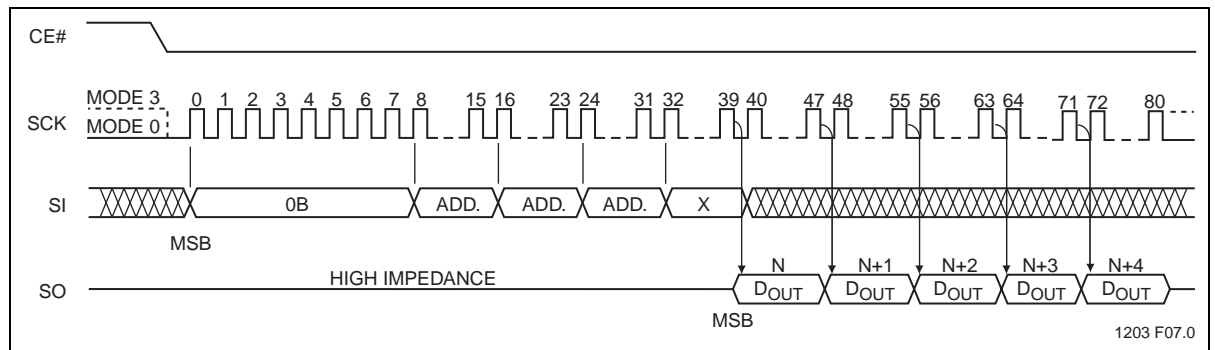 CE#
MODE 3
0 1 2 3 4 5 6 7 8 15 16 23 24 31 32 39 40 47 48 55 56 63 64 71 72 80
SCK
MODE 0
SI
0B
ADD.
ADD.
ADD.
X
MSB
HIGH IMPEDANCE
N
N+1
N+2
N+3
N+4
SO
DOUT
DOUT
DOUT
DOUT
DOUT
MSB
1203 F07.0